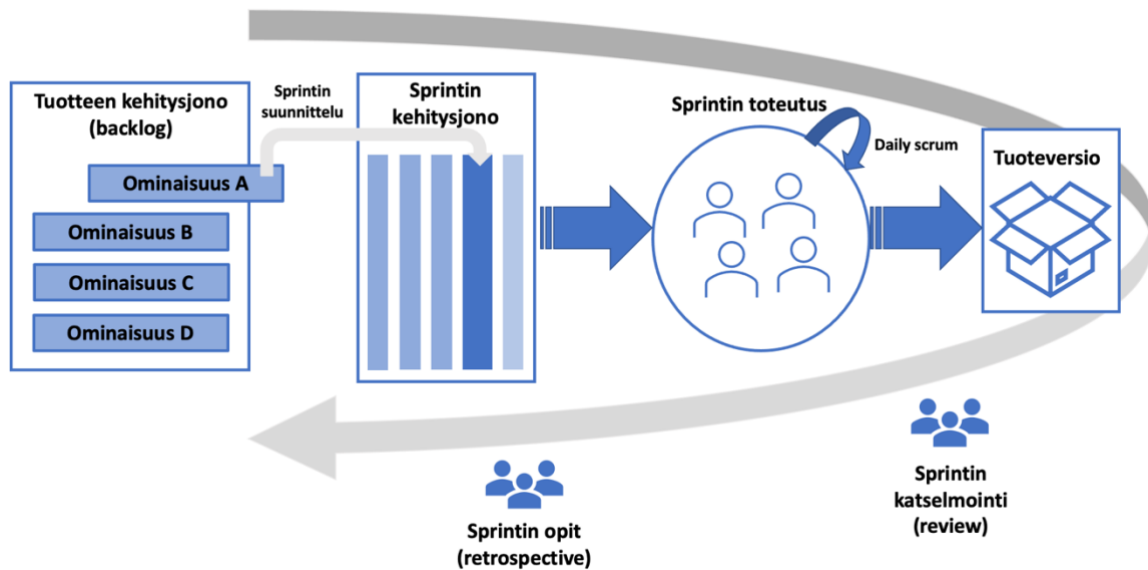 Tuotteen kehitysjono
(backlog)
Ominaisuus A
Ominaisuus B
Ominaisuus C
Ominaisuus D
Sprintin
suunnittelu
Sprintin
kehitysjono
Sprintin toteutus
Daily scrum
Tuoteversio
Sprintin opit
(retrospective)
Sprintin
katselmointi
(review)